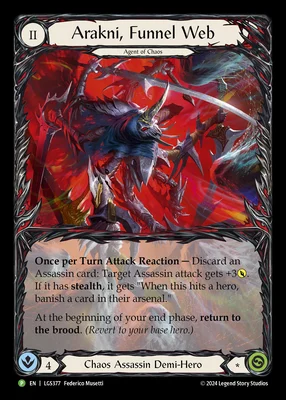 II
Arakni, Funnel Web
Agent of Chaos
Once per Turn Attack Reaction — Discard an
Assassin card: Target Assassin attack gets +3.
If it has stealth, it gets "When this hits a hero,
banish a card in their arsenal."
At the beginning of your end phase, return to
the brood. (Revert to your base hero.)
4
Chaos Assassin Demi-Hero
*
P EN | LGS377 Federico Musetti
© 2024 Legend Story Studios